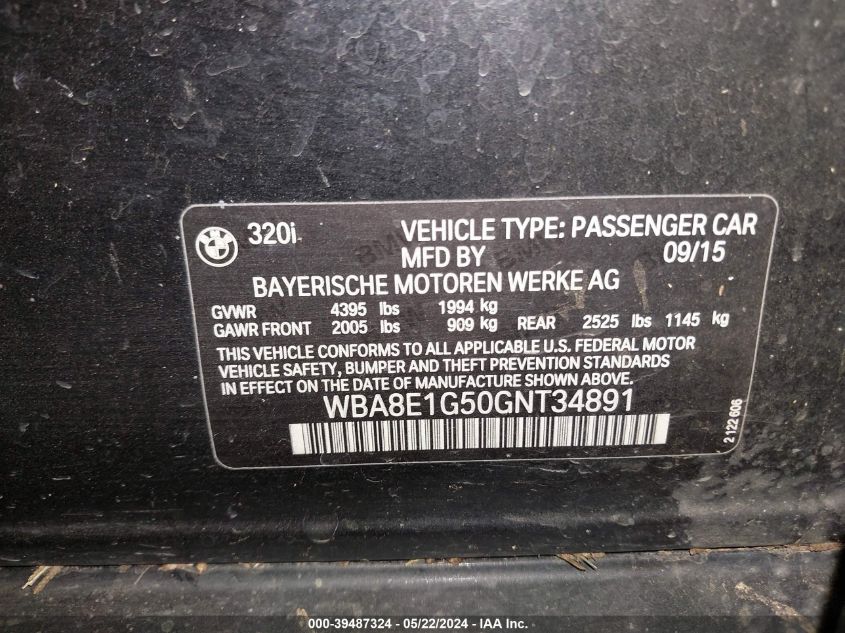 BMW
320i VEHICLE TYPE: PASSENGER CAR
MFD BY 09/15
BAYERISCHE MOTOREN WERKE AG
GVWR 4395 lbs 1994 kg
GAWR FRONT 2005 lbs 909 kg REAR 2525 lbs 1145 kg
THIS VEHICLE CONFORMS TO ALL APPLICABLE U.S. FEDERAL MOTOR
VEHICLE SAFETY, BUMPER AND THEFT PREVENTION STANDARDS
IN EFFECT ON THE DATE OF MANUFACTURE SHOWN ABOVE.
WBA8E1G50GNT34891
2 122 606
000-39487324 / 05/22/2024 - IAA Inc.